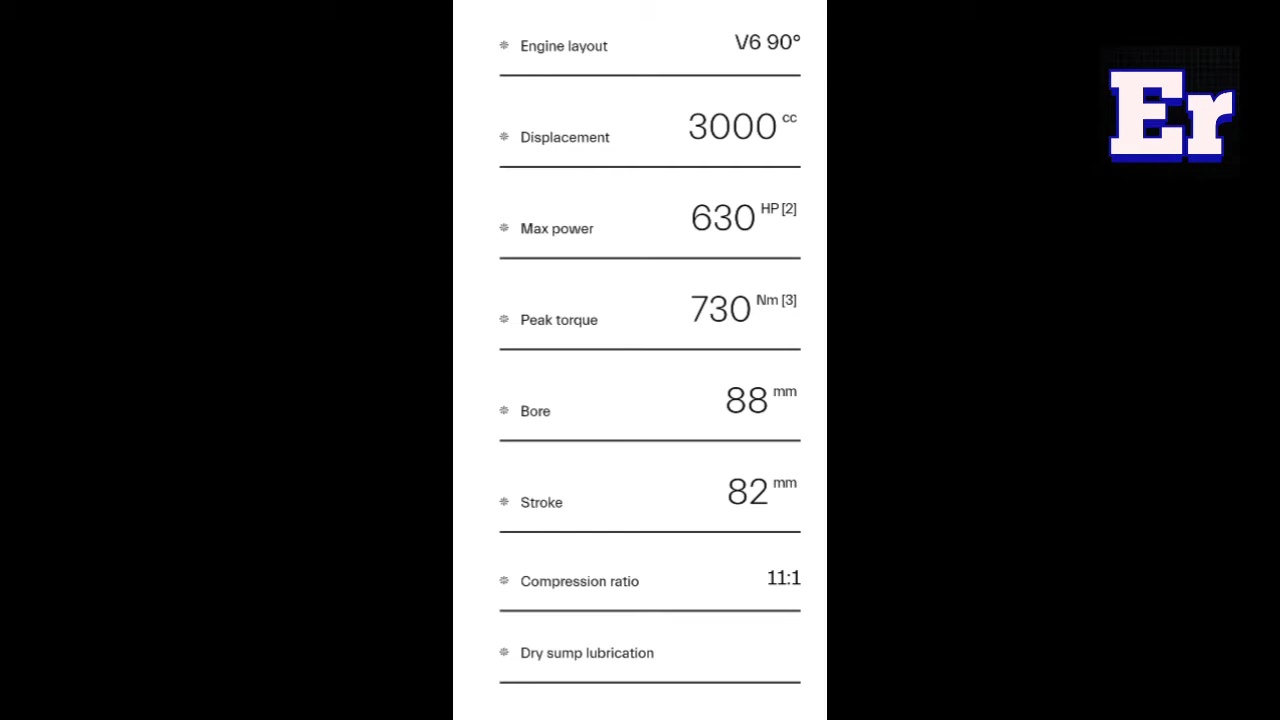 Engine layout V6 90°
Displacement 3000 cc
Max power 630 HP [2]
Peak torque 730 Nm [3]
Bore 88 mm
Stroke 82 mm
Compression ratio 11:1
Dry sump lubrication
Er